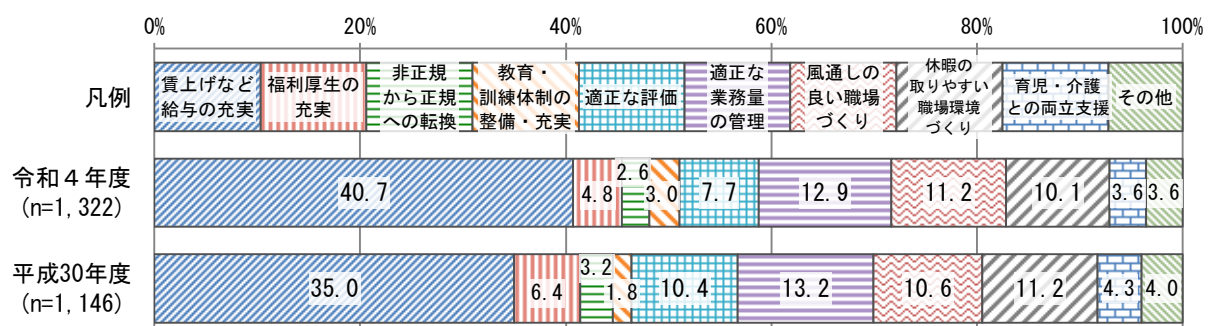 0%
20%
40%
60%
80%
100%
凡例
賃上げなど
給与の充実
福利厚生の
充実
非正規
から正規
への転換
教育・
訓練体制の
整備・充実
適正な評価
適正な
業務量
の管理
風通しの
良い職場
づくり
休暇の
取りやすい
職場環境
づくり
育児・介護
との両立支援
その他
令和４年度
(n=1,322)
40.7
4.8
2.6
3.0
7.7
12.9
11.2
10.1
3.6
3.6
平成30年度
(n=1,146)
35.0
6.4
3.2
1.8
10.4
13.2
10.6
11.2
4.3
4.0